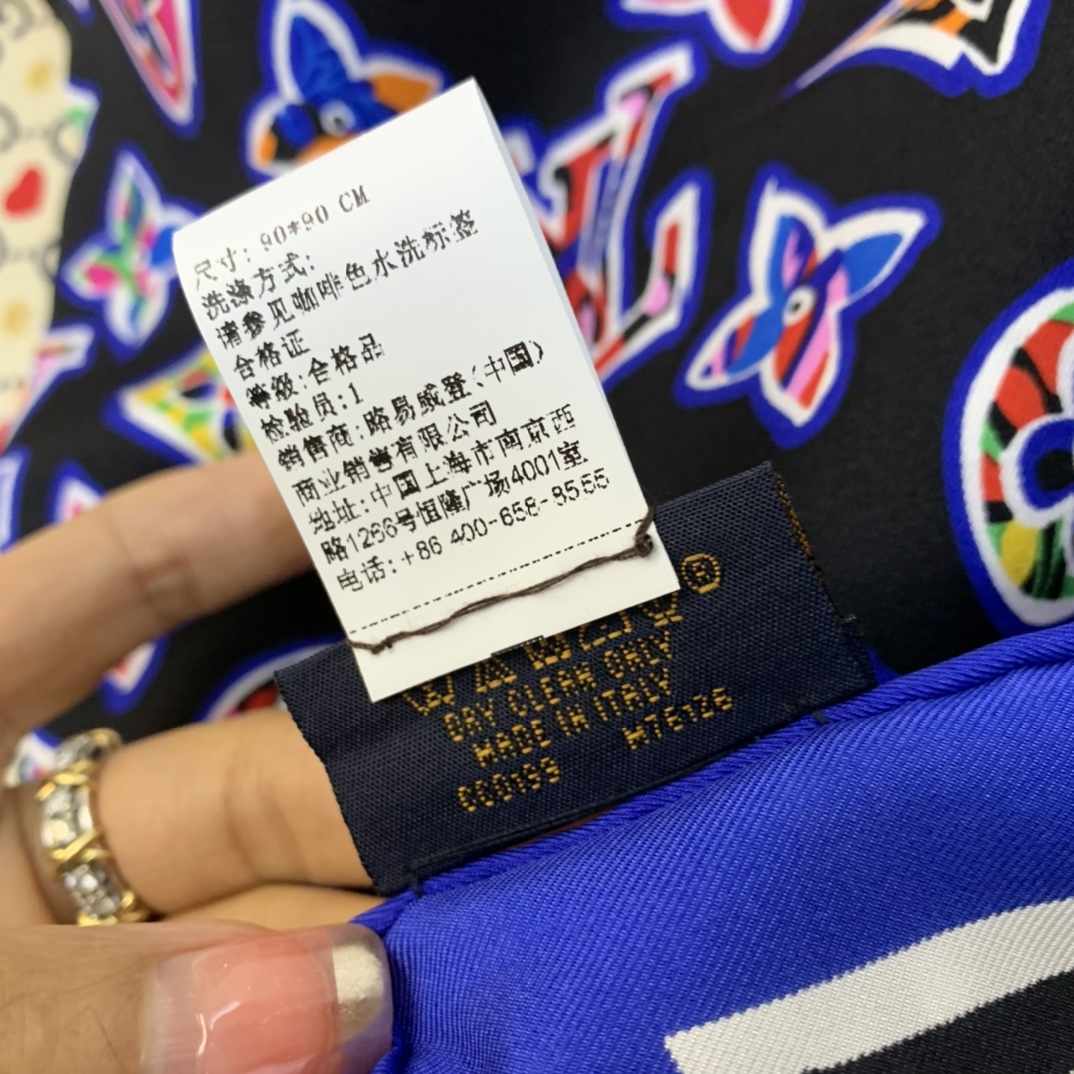 尺寸: 90*90 CM
洗涤方式:
请参见咖啡色水洗标签
合格证
等级:合格品
检验员:1
销售商:路易威登(中国)
商业销售有限公司
地址:中国上海市南京西
路1266号恒隆广场4001室
电话:+86 400-658-8555
DRY CLEAN ONLY
MADE IN ITALY
M76126